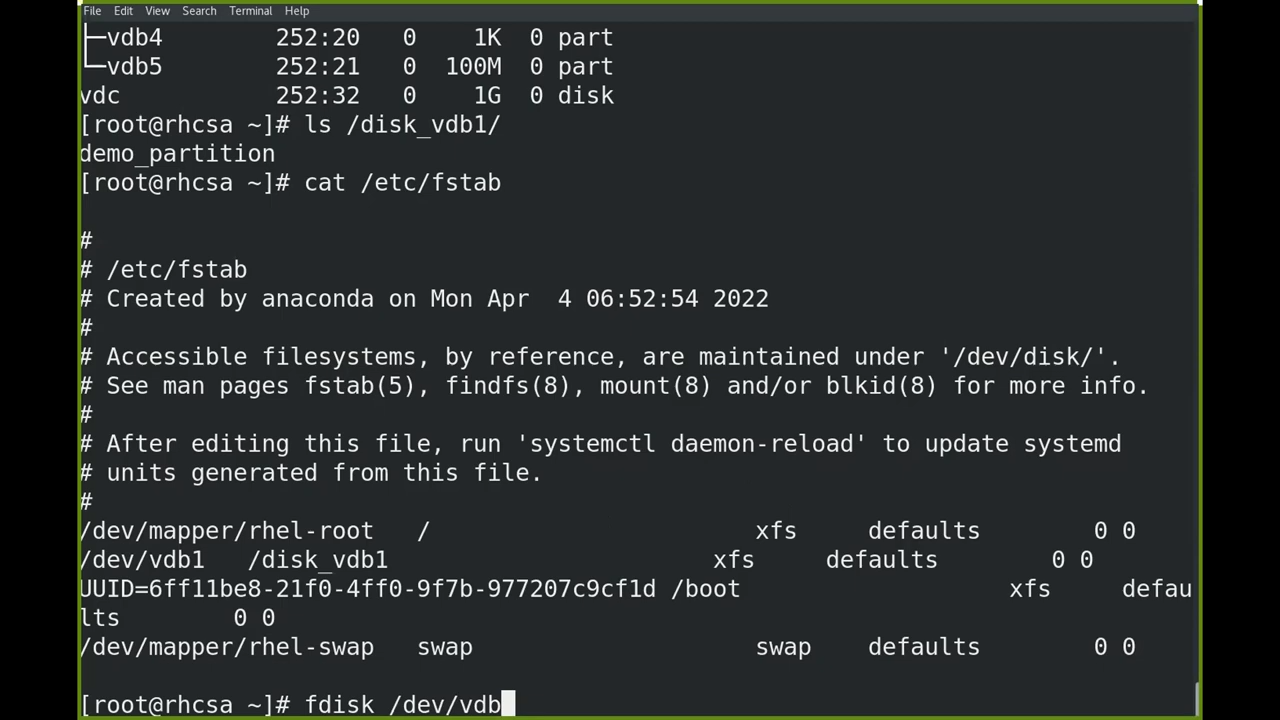 File Edit View Search Terminal Help
├─vdb4 252:20 0 1K 0 part
└─vdb5 252:21 0 100M 0 part
vdc 252:32 0 1G 0 disk
[root@rhcsa ~]# ls /disk_vdb1/
demo_partition
[root@rhcsa ~]# cat /etc/fstab
#
# /etc/fstab
# Created by anaconda on Mon Apr  4 06:52:54 2022
#
# Accessible filesystems, by reference, are maintained under '/dev/disk/'.
# See man pages fstab(5), findfs(8), mount(8) and/or blkid(8) for more info.
#
# After editing this file, run 'systemctl daemon-reload' to update systemd
# units generated from this file.
#
/dev/mapper/rhel-root / xfs defaults 0 0
/dev/vdb1 /disk_vdb1 xfs defaults 0 0
UUID=6ff11be8-21f0-4ff0-9f7b-977207c9cf1d /boot xfs defau
lts 0 0
/dev/mapper/rhel-swap swap swap defaults 0 0
[root@rhcsa ~]# fdisk /dev/vdb